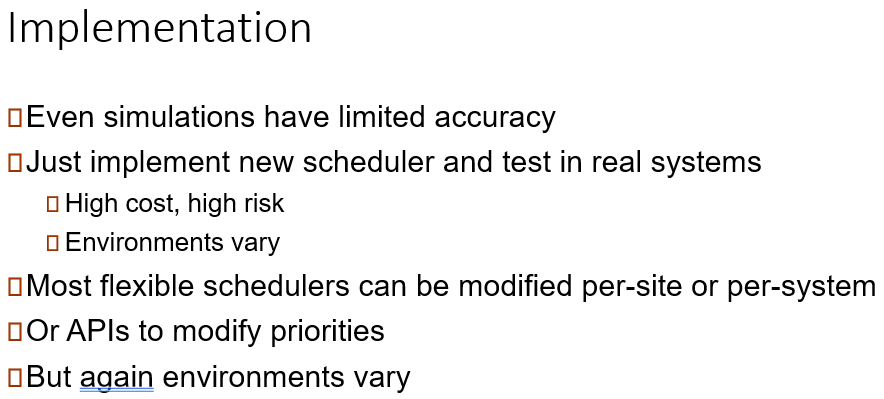 Implementation
Even simulations have limited accuracy
Just implement new scheduler and test in real systems
High cost, high risk
Environments vary
Most flexible schedulers can be modified per-site or per-system
Or APIs to modify priorities
But again environments vary